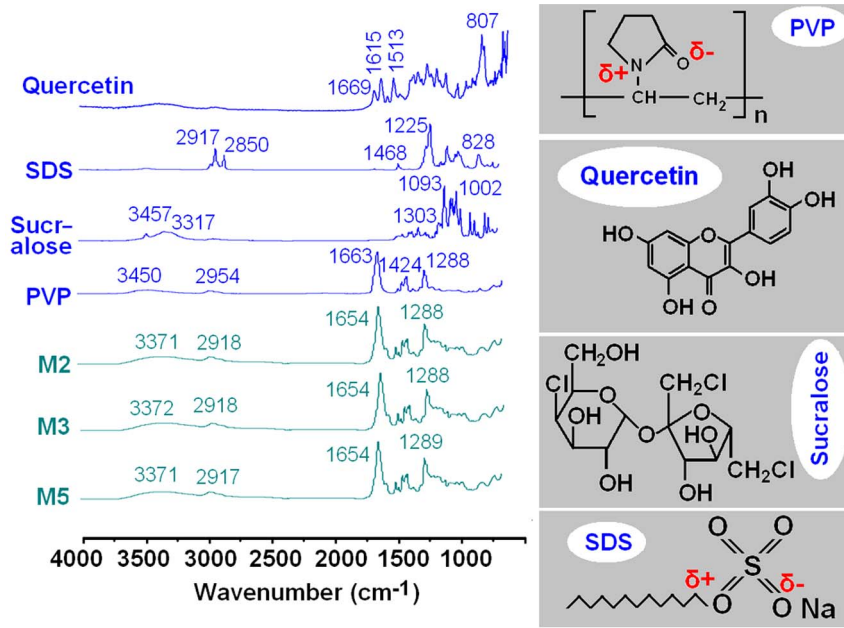 Quercetin
1669
1615
1513
807
SDS
2917
2850
1468
1225
828
Sucr–
alose
3457
3317
1303
1093
1002
PVP
3450
2954
1663
1424
1288
M2
3371
2918
1654
1288
M3
3372
2918
1654
1288
M5
3371
2917
1654
1289
4000 3500 3000 2500 2000 1500 1000
Wavenumber (cm-1)
PVP
δ+
δ-
N
O
CH
CH2
n
Quercetin
OH
OH
HO
O
OH
OH
O
Sucralose
CH2OH
Cl
O
OH
OH
O
CH2Cl
O
HO
OH
CH2Cl
SDS
O
O
S
δ+
δ-
O
O Na